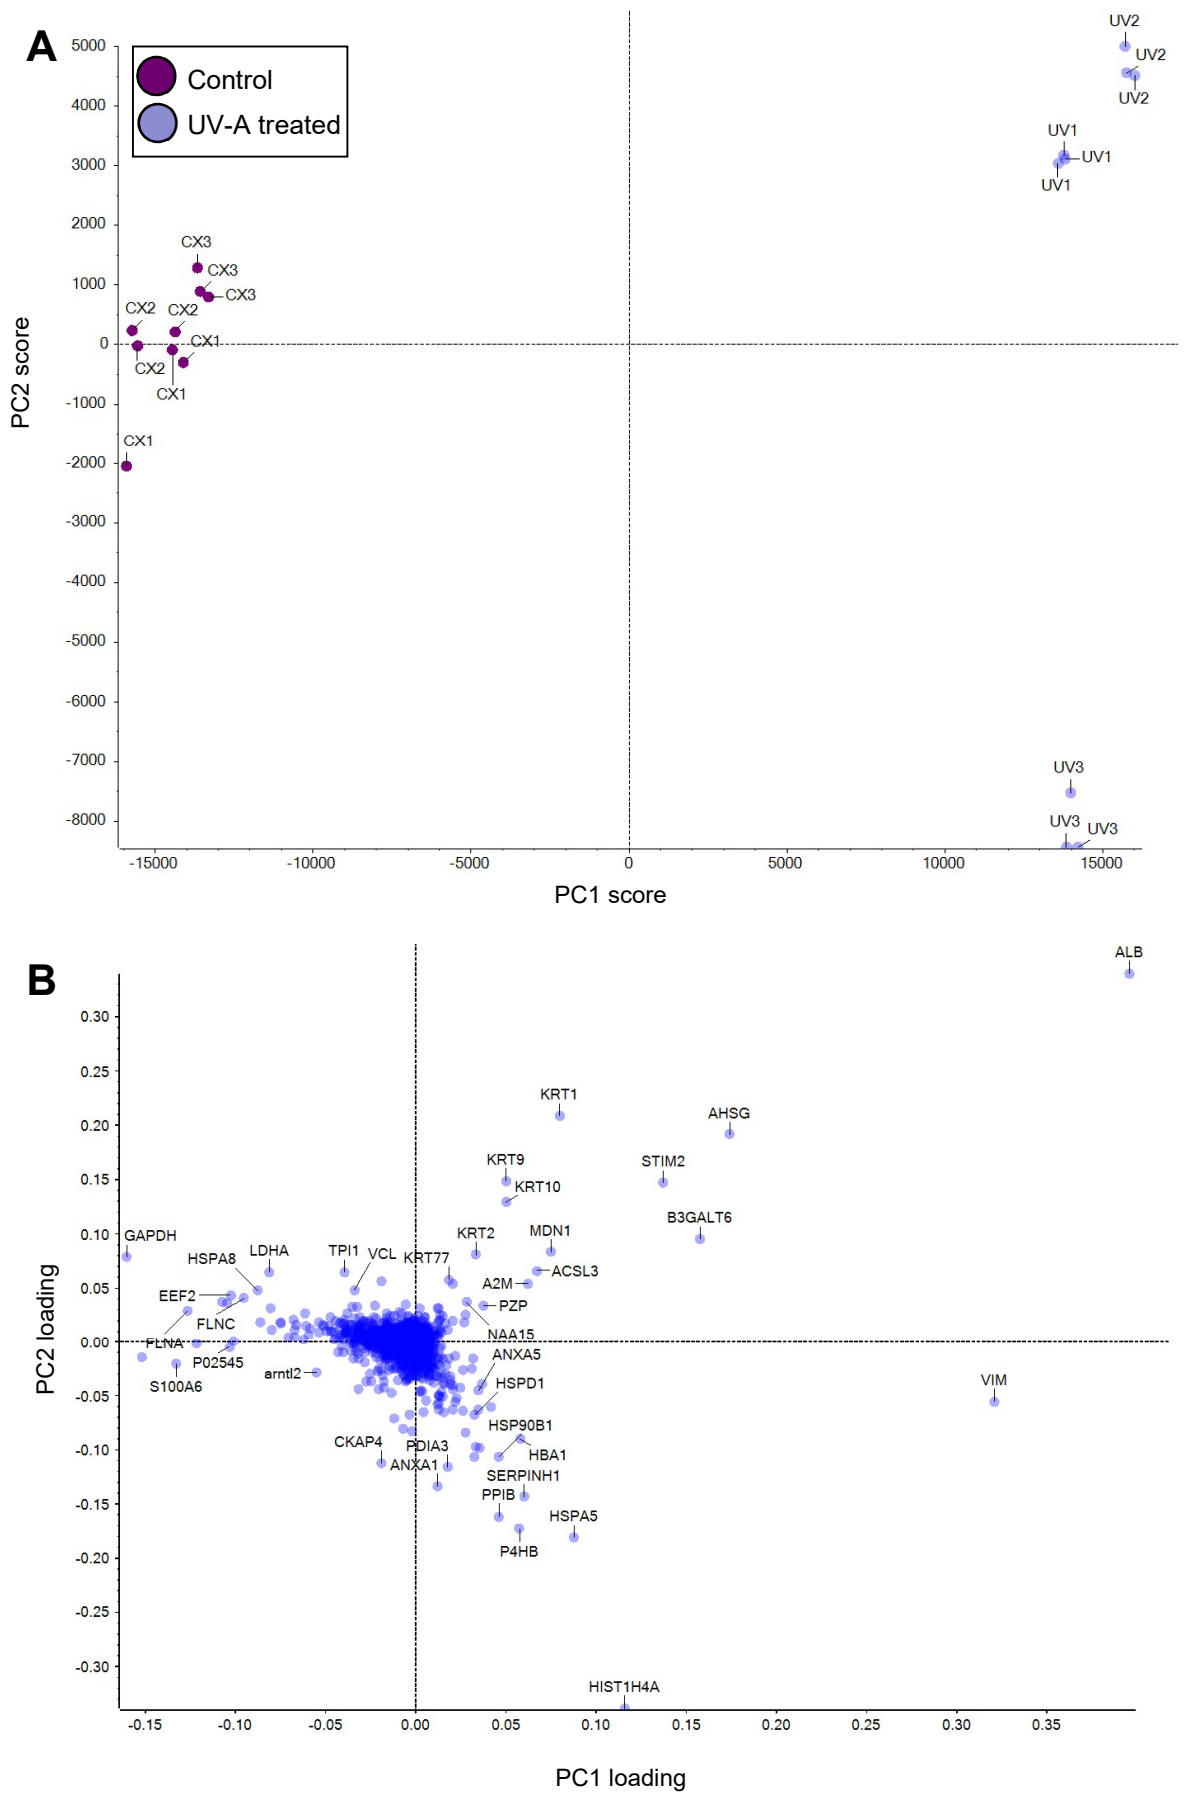 A
Control
UV-A treated
UV2
UV2
UV2
UV1
UV1
UV1
CX3
CX3
CX3
CX2
CX2
CX1
CX2
CX1
CX1
UV3
UV3
UV3
5000
4000
3000
2000
1000
0
-1000
-2000
-3000
-4000
-5000
-6000
-7000
-8000
PC2 score
-15000
-10000
-5000
0
5000
10000
15000
PC1 score
B
ALB
KRT1
AHSG
KRT9
STIM2
KRT10
B3GALT6
KRT2
MDN1
GAPDH
HSPA8
LDHA
TPI1
VCL
KRT77
ACSL3
A2M
EEF2
PZP
FLNC
NAA15
FLNA
P02545
ANXA5
arntl2
S100A6
HSPD1
VIM
HSP90B1
CKAP4
PDIA3
HBA1
ANXA1
SERPINH1
PPIB
HSPA5
P4HB
HIST1H4A
0.30
0.25
0.20
0.15
0.10
0.05
0.00
-0.05
-0.10
-0.15
-0.20
-0.25
-0.30
PC2 loading
-0.15
-0.10
-0.05
0.00
0.05
0.10
0.15
0.20
0.25
0.30
0.35
PC1 loading